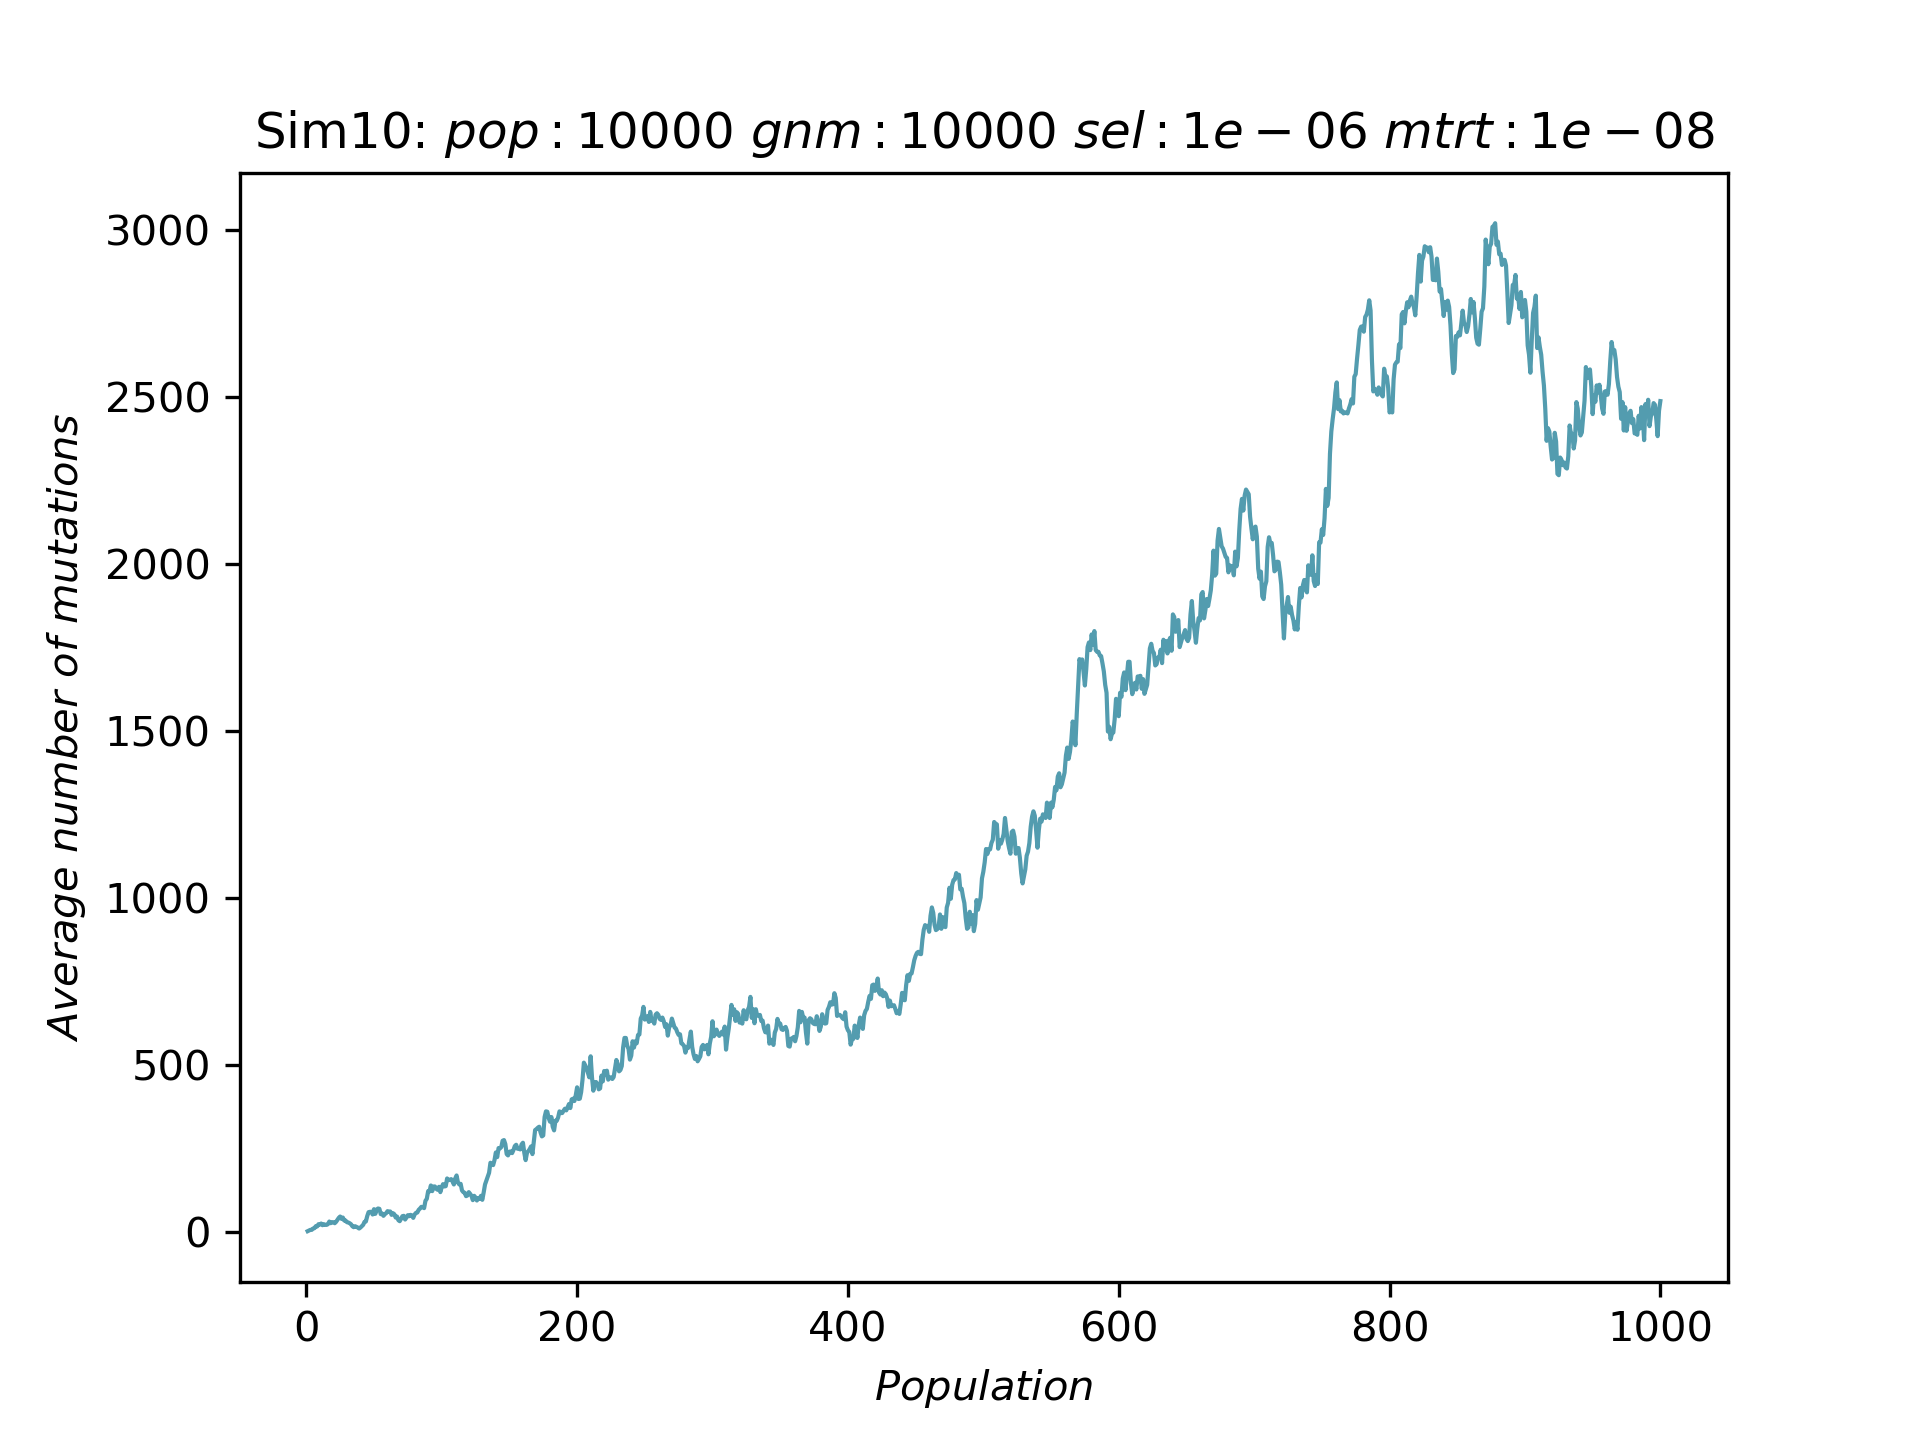 Sim10: pop : 10000 gnm : 10000 sel : 1e − 06 mtrt : 1e − 08
3000
2500
2000
1500
1000
500
0
Average number of mutations
0 200 400 600 800 1000
Population